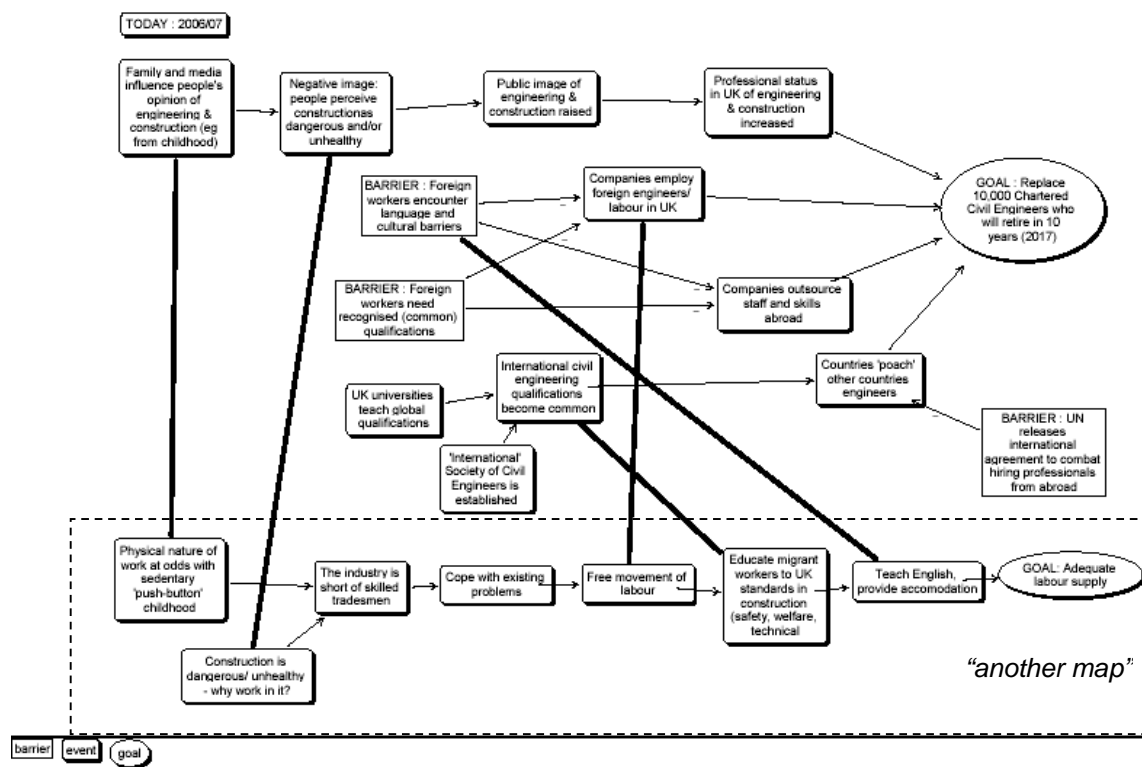 TODAY : 2006/07
Family and media
influence people's
opinion of
engineering &
construction (eg
from childhood)
Negative image:
people perceive
constructionas
dangerous and/or
unhealthy
Public image of
engineering &
construction raised
Professional status
in UK of engineering
& construction
increased
BARRIER : Foreign
workers encounter
language and
cultural barriers
Companies employ
foreign engineers/
labour in UK
GOAL : Replace
10,000 Chartered
Civil Engineers who
will retire in 10
years (2017)
BARRIER : Foreign
workers need
recognised (common)
qualifications
Companies outsource
staff and skills
abroad
International civil
engineering
qualifications
become common
UK universities
teach global
qualifications
Countries 'poach'
other countries
engineers
'International'
Society of Civil
Engineers is
established
BARRIER : UN
releases
international
agreement to combat
hiring professionals
from abroad
Physical nature of
work at odds with
sedentary
'push-button'
childhood
The industry is
short of skilled
tradesmen
Cope with existing
problems
Free movement of
labour
Educate migrant
workers to UK
standards in
construction
(safety, welfare,
technical
Teach English,
provide accomodation
GOAL: Adequate
labour supply
Construction is
dangerous/ unhealthy
- why work in it?
"another map"
barrier
event
goal